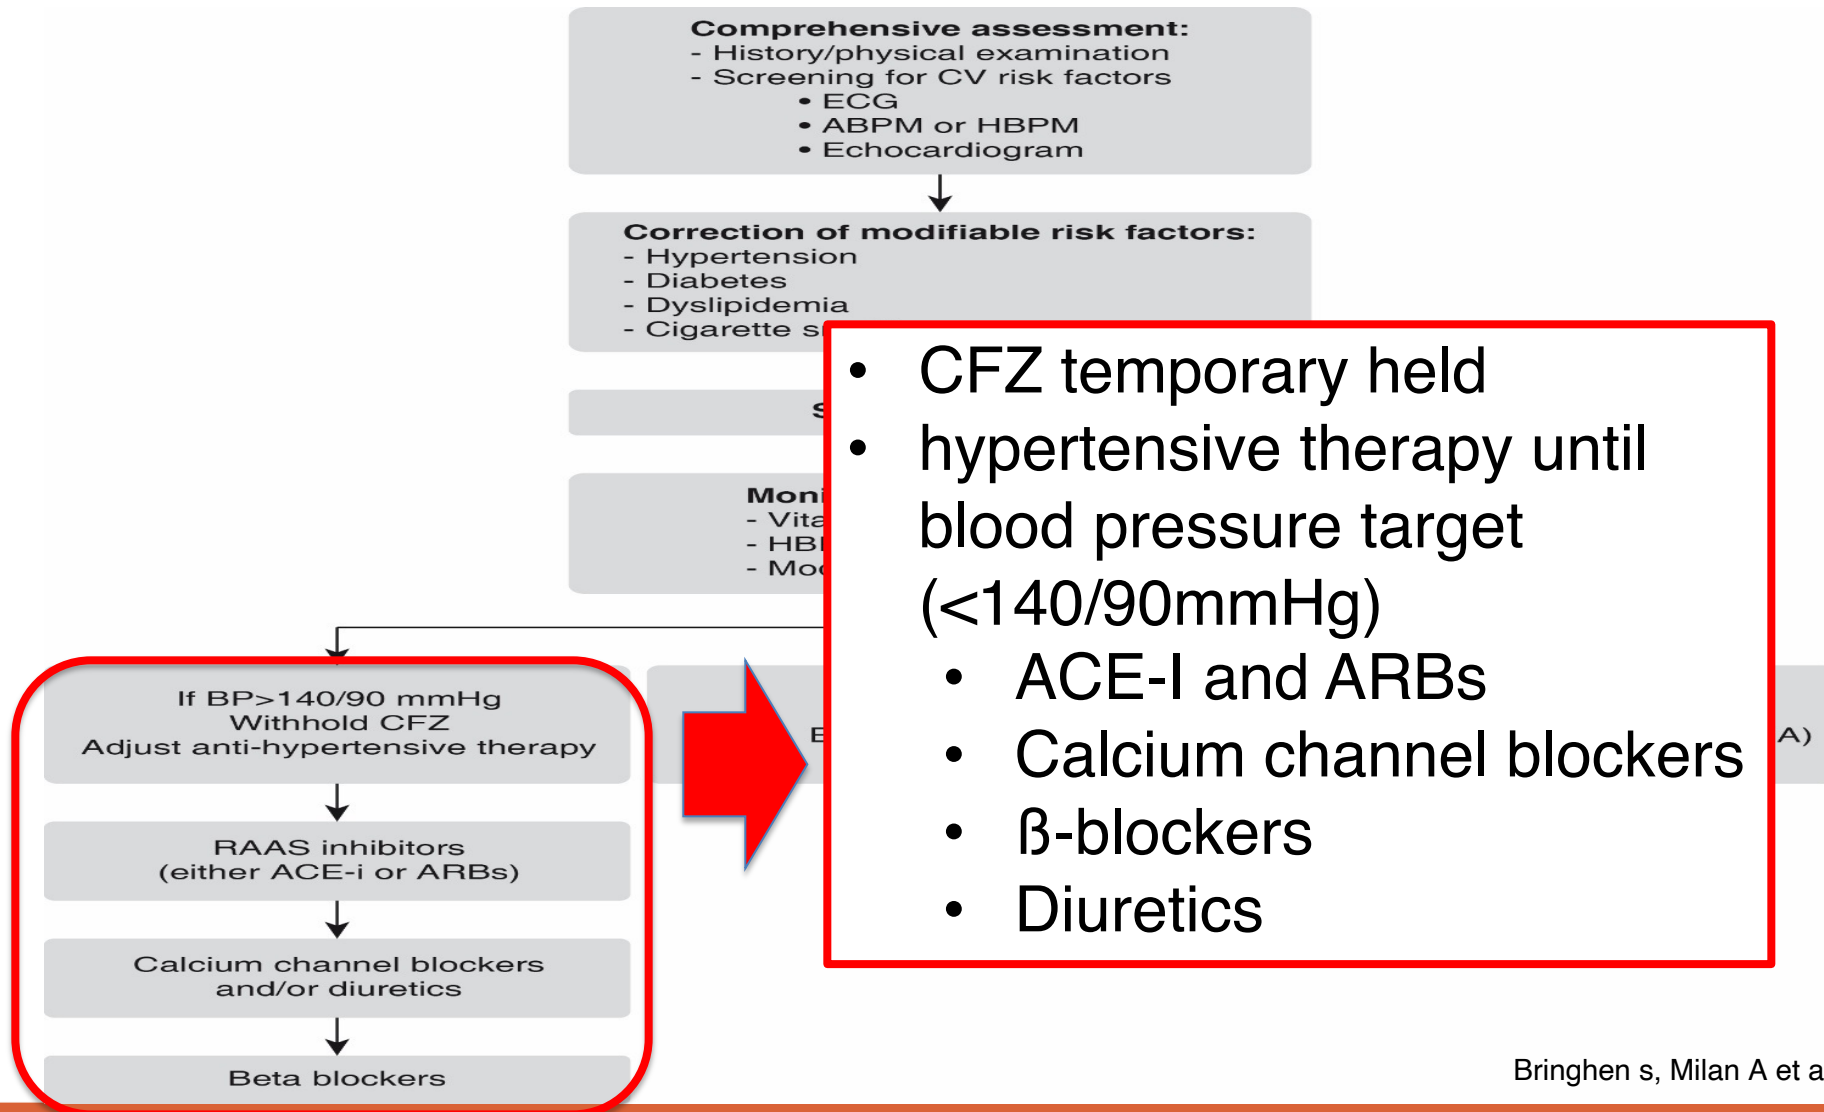 Comprehensive assessment:
- History/physical examination
- Screening for CV risk factors
• ECG
• ABPM or HBPM
• Echocardiogram
Correction of modifiable risk factors:
- Hypertension
- Diabetes
- Dyslipidemia
- Cigarette
• CFZ temporary held
• hypertensive therapy until
blood pressure target
(<140/90mmHg)
• ACE-I and ARBs
• Calcium channel blockers
• ß-blockers
• Diuretics
If BP>140/90 mmHg
Withhold CFZ
Adjust anti-hypertensive therapy
A)
RAAS inhibitors
(either ACE-i or ARBs)
Calcium channel blockers
and/or diuretics
Beta blockers
Bringhen s, Milan A et a